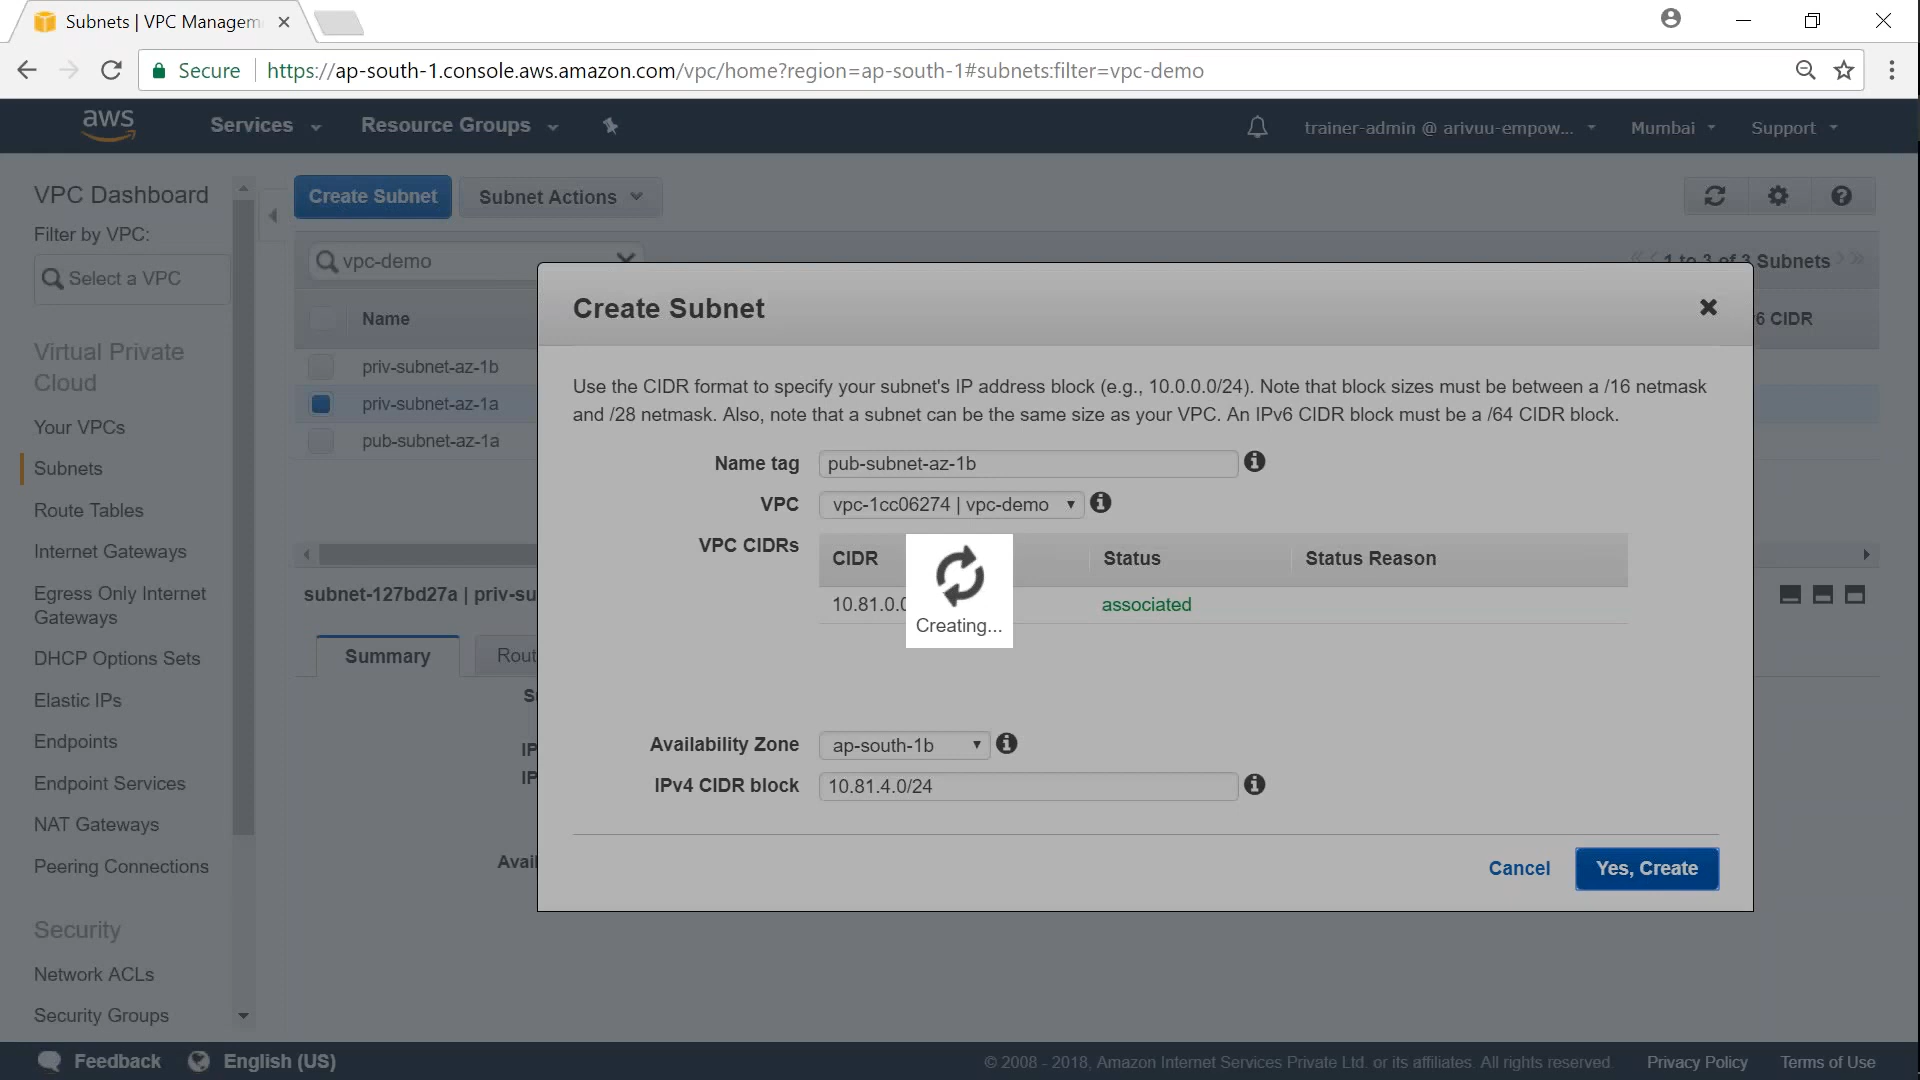 Subnets | VPC Managem
Secure https://ap-south-1.console.aws.amazon.com/vpc/home?region=ap-south-1#subnets:filter=vpc-demo
aws Services Resource Groups trainer-admin @ arivuu-empow... Mumbai Support
VPC Dashboard
Filter by VPC:
Select a VPC
Virtual Private
Cloud
Your VPCs
Subnets
Route Tables
Internet Gateways
Egress Only Internet
Gateways
DHCP Options Sets
Elastic IPs
Endpoints
Endpoint Services
NAT Gateways
Peering Connections
Security
Network ACLs
Security Groups
Create Subnet Subnet Actions
vpc-demo
1 to 3 of 3 Subnets
Name
6 CIDR
priv-subnet-az-1b
priv-subnet-az-1a
pub-subnet-az-1a
subnet-127bd27a | priv-su
Summary Rout
S
IP
IP
Avail
Create Subnet
Use the CIDR format to specify your subnet's IP address block (e.g., 10.0.0.0/24). Note that block sizes must be between a /16 netmask
and /28 netmask. Also, note that a subnet can be the same size as your VPC. An IPv6 CIDR block must be a /64 CIDR block.
Name tag pub-subnet-az-1b
VPC vpc-1cc06274 | vpc-demo
VPC CIDRs
CIDR Status Status Reason
10.81.0.0 associated
Creating...
Availability Zone ap-south-1b
IPv4 CIDR block 10.81.4.0/24
Cancel Yes, Create
Feedback English (US) © 2008 - 2018, Amazon Internet Services Private Ltd. or its affiliates. All rights reserved. Privacy Policy Terms of Use